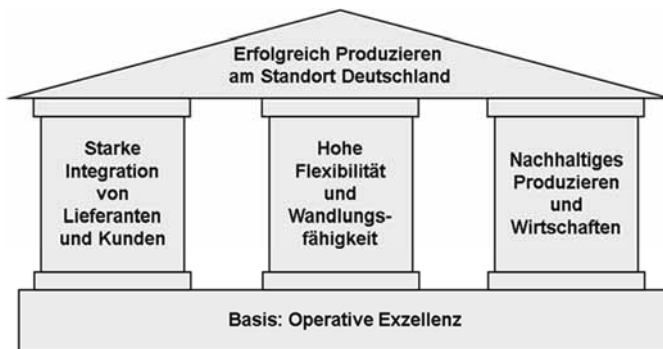 Erfolgreich Produzieren
am Standort Deutschland
Starke
Integration
von
Lieferanten
und Kunden
Hohe
Flexibilität
und
Wandlungs-
fähigkeit
Nachhaltiges
Produzieren
und
Wirtschaften
Basis: Operative Exzellenz